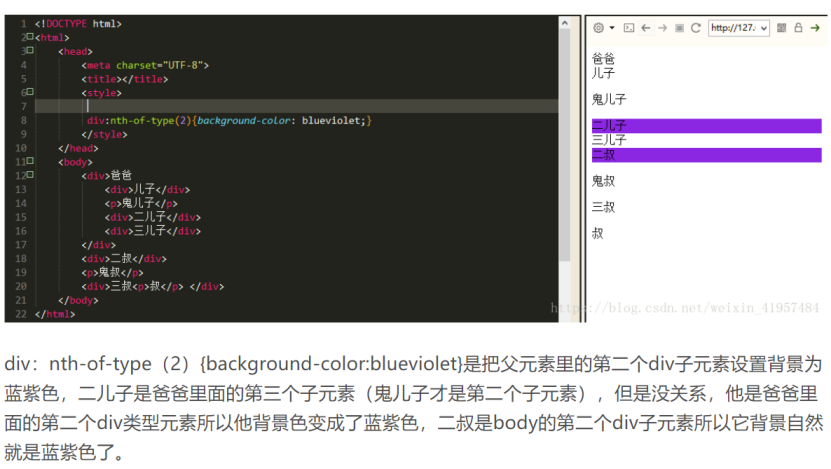 1 <!DOCTYPE html>
2 <html>
3 <head>
4 <meta charset="UTF-8">
5 <title></title>
6 <style>
7
8 div:nth-of-type(2){background-color: blueviolet;}
9 </style>
10 </head>
11 <body>
12 <div>爸爸
13 <div>儿子</div>
14 <p>鬼儿子</p>
15 <div>二儿子</div>
16 <div>三儿子</div>
17 </div>
18 <div>二叔</div>
19 <p>鬼叔</p>
20 <div>三叔<p>叔</p> </div>
21 </body>
22 </html>
http://127.
爸爸
儿子
鬼儿子
二儿子
三儿子
二叔
鬼叔
三叔
叔
https://blog.csdn.net/weixin_41957484
div：nth-of-type（2）{background-color:blueviolet}是把父元素里的第二个div子元素设置背景为
蓝紫色，二儿子是爸爸里面的第三个子元素（鬼儿子才是第二个子元素），但是没关系，他是爸爸里
面的第二个div类型元素所以他背景色变成了蓝紫色，二叔是body的第二个div子元素所以它背景自然
就是蓝紫色了。